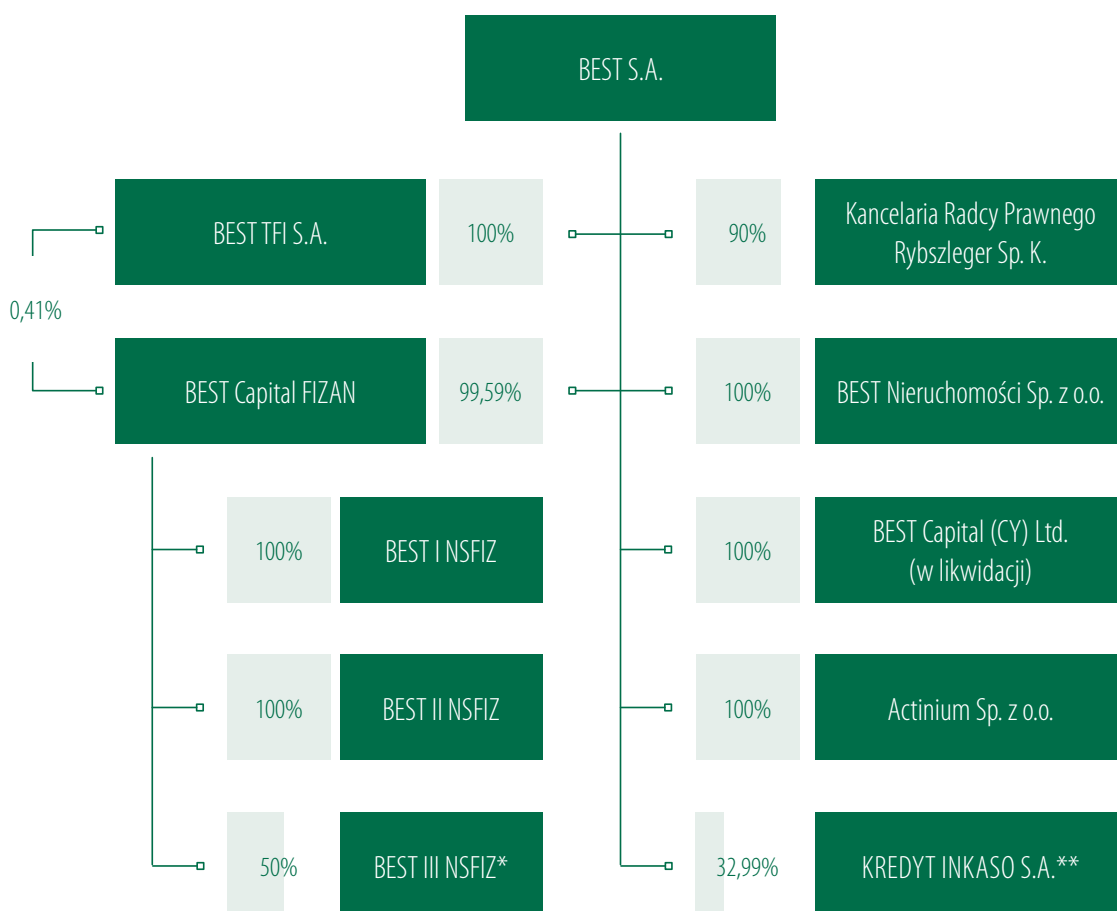 BEST S.A.
BEST TFI S.A.
100%
90%
Kancelaria Radcy Prawnego
Rybszleger Sp. K.
0,41%
BEST Capital FIZAN
99,59%
100%
BEST Nieruchomości Sp. z o.o.
100%
BEST I NSFIZ
100%
BEST Capital (CY) Ltd.
(w likwidacji)
100%
BEST II NSFIZ
100%
Actinium Sp. z o.o.
50%
BEST III NSFIZ*
32,99%
KREDYT INKASO S.A.**